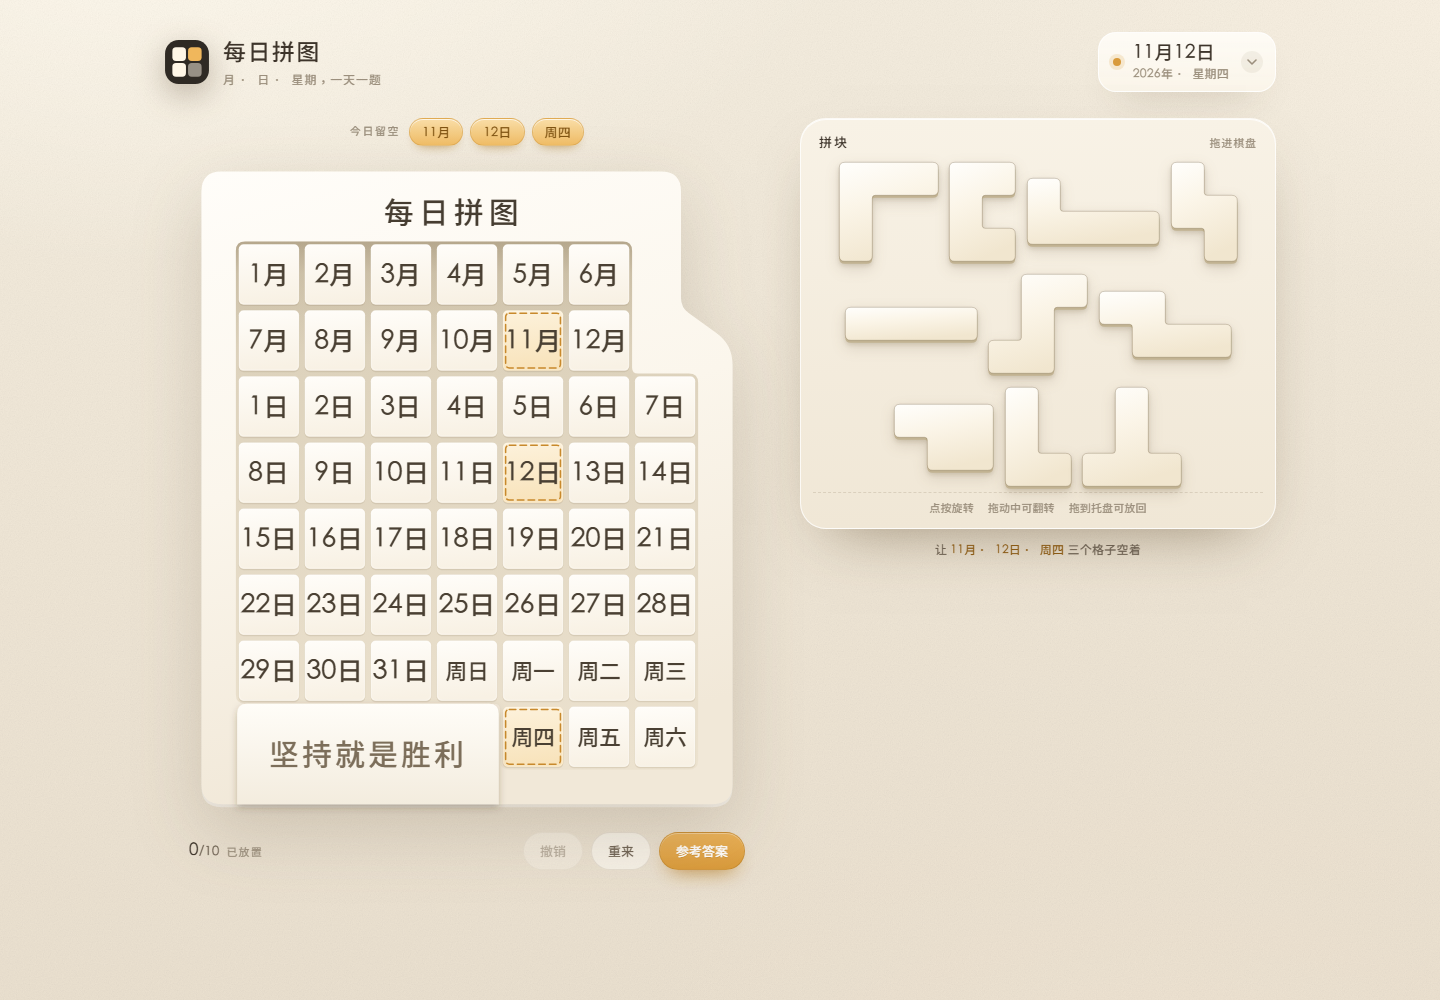 每日拼图
月 · 日 · 星期，一天一题
11月12日
2026年 · 星期四
今日留空 11月 12日 周四
每日拼图
1月 2月 3月 4月 5月 6月
7月 8月 9月 10月 11月 12月
1日 2日 3日 4日 5日 6日 7日
8日 9日 10日 11日 12日 13日 14日
15日 16日 17日 18日 19日 20日 21日
22日 23日 24日 25日 26日 27日 28日
29日 30日 31日 周日 周一 周二 周三
周四 周五 周六
坚持就是胜利
0/10 已放置
撤销 重来 参考答案
拼块 拖进棋盘
点按旋转 拖动中可翻转 拖到托盘可放回
让 11月 · 12日 · 周四 三个格子空着